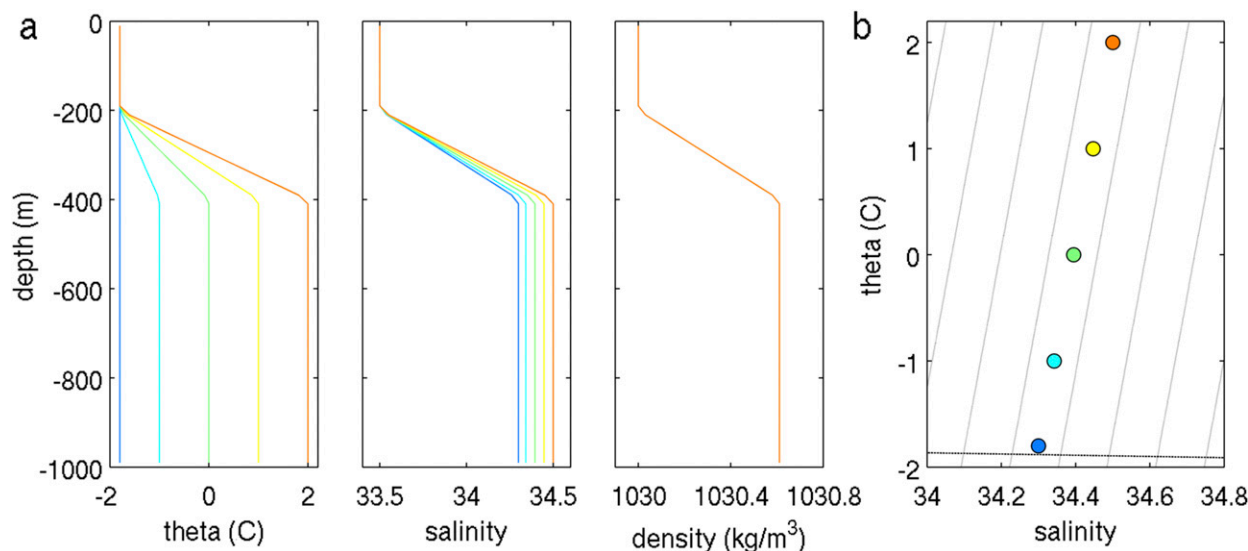 a
0
-200
-400
-600
-800
-1000
depth (m)
-2 0 2
theta (C)
33.5 34 34.5
salinity
1030 1030.4 1030.8
density (kg/m³)
b
2
1
0
-1
-2
theta (C)
34 34.2 34.4 34.6 34.8
salinity